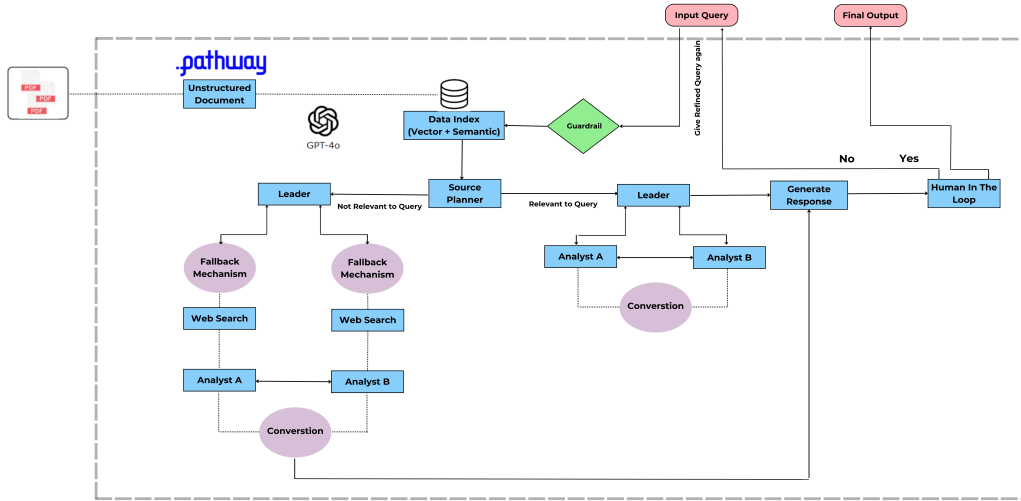 Input Query
Final Output
.pathway
Give Refined Query again
PDF
PDF
PDF
Unstructured
Document
Data Index
(Vector + Semantic)
Guardrail
GPT-4o
No
Yes
Leader
Not Relevant to Query
Source
Planner
Relevant to Query
Leader
Generate
Response
Human In The
Loop
Fallback
Mechanism
Fallback
Mechanism
Analyst A
Analyst B
Converstion
Web Search
Web Search
Analyst A
Analyst B
Converstion